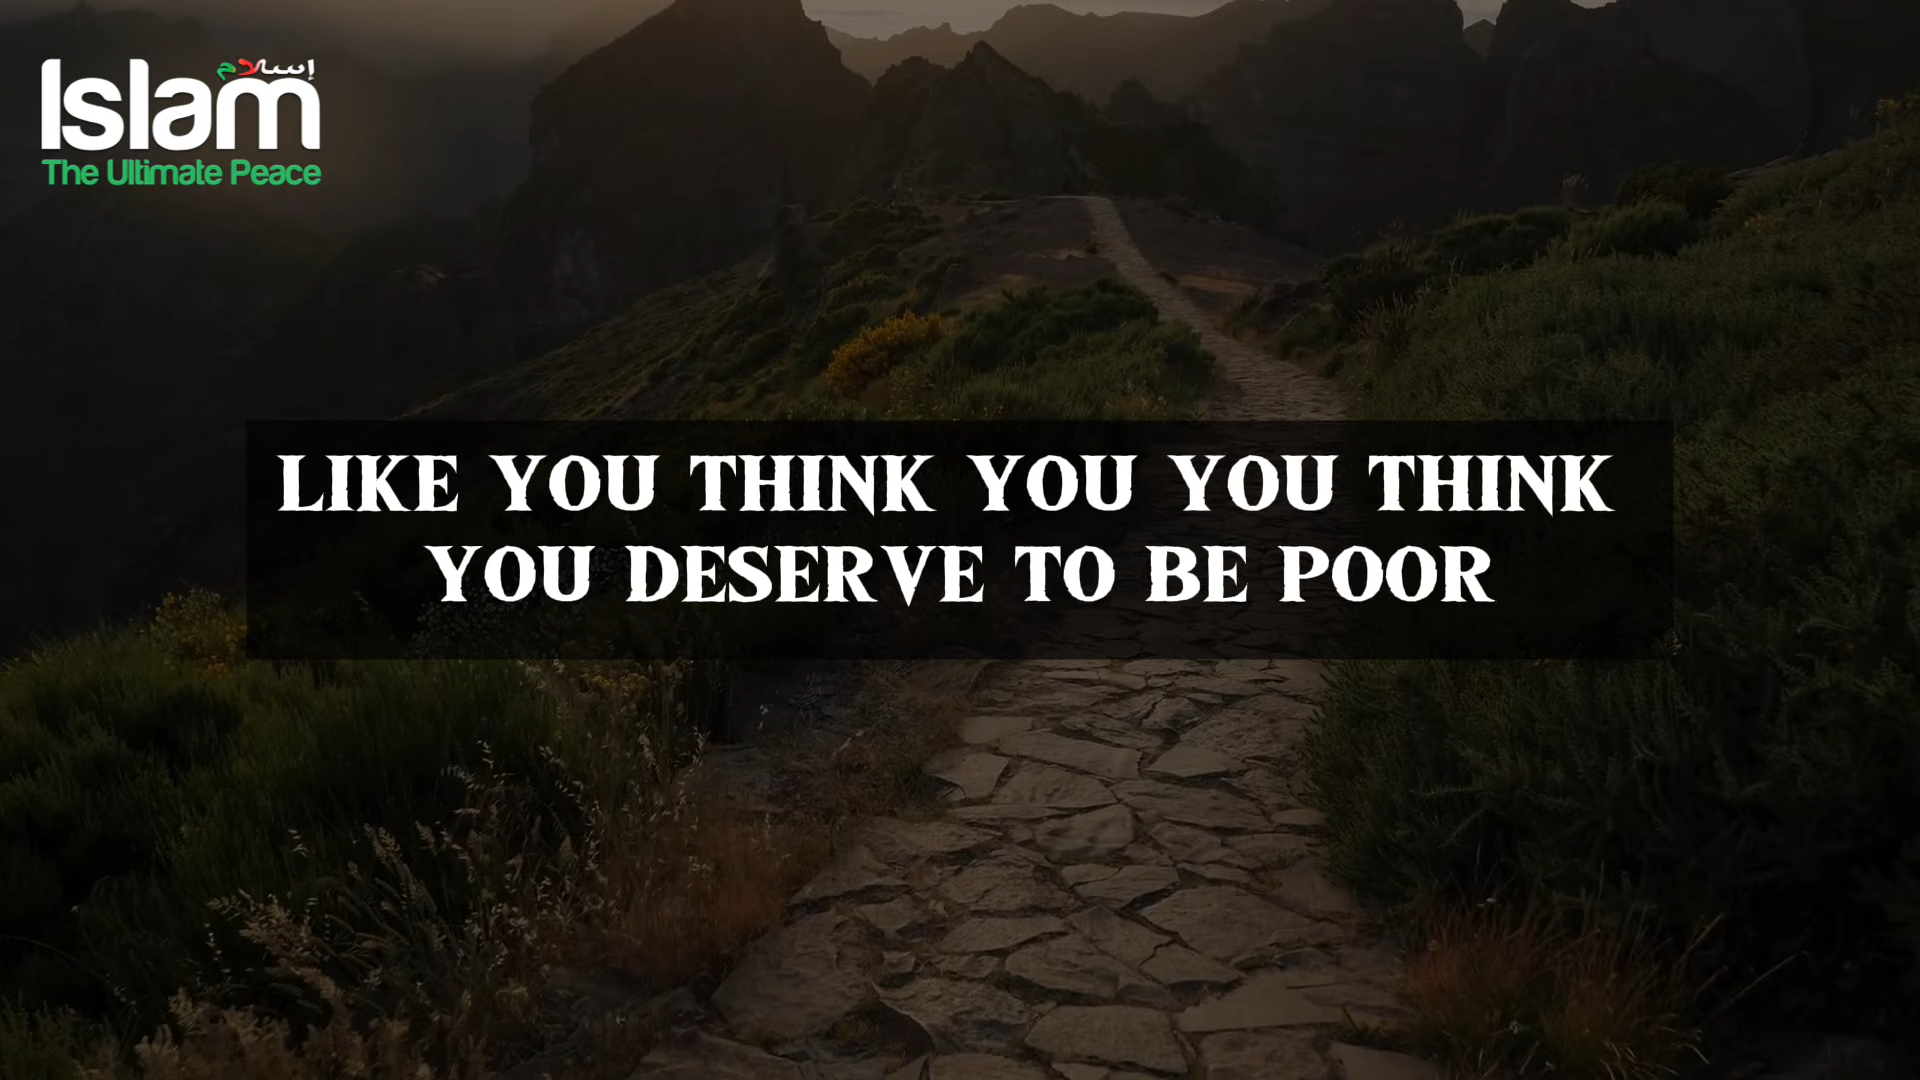 إسلام
Islam
The Ultimate Peace
LIKE YOU THINK YOU YOU THINK
YOU DESERVE TO BE POOR